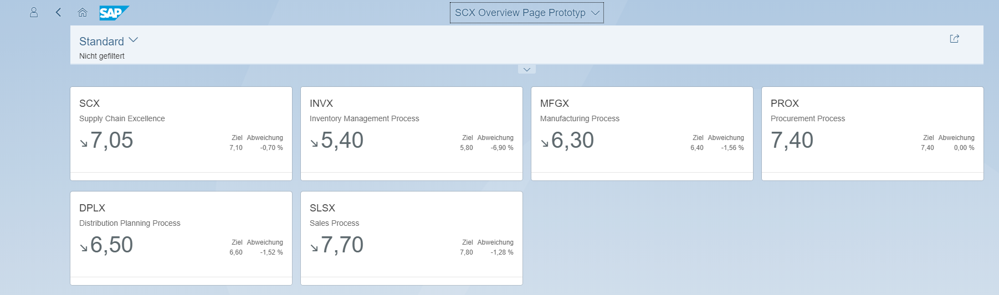 SAP
SCX Overview Page Prototyp
Standard
Nicht gefiltert
SCX
Supply Chain Excellence
7,05
Ziel Abweichung
7,10 -0,70 %
INVX
Inventory Management Process
5,40
Ziel Abweichung
5,80 -6,90 %
MFGX
Manufacturing Process
6,30
Ziel Abweichung
6,40 -1,56 %
PROX
Procurement Process
7,40
Ziel Abweichung
7,40 0,00 %
DPLX
Distribution Planning Process
6,50
Ziel Abweichung
6,60 -1,52 %
SLSX
Sales Process
7,70
Ziel Abweichung
7,80 -1,28 %